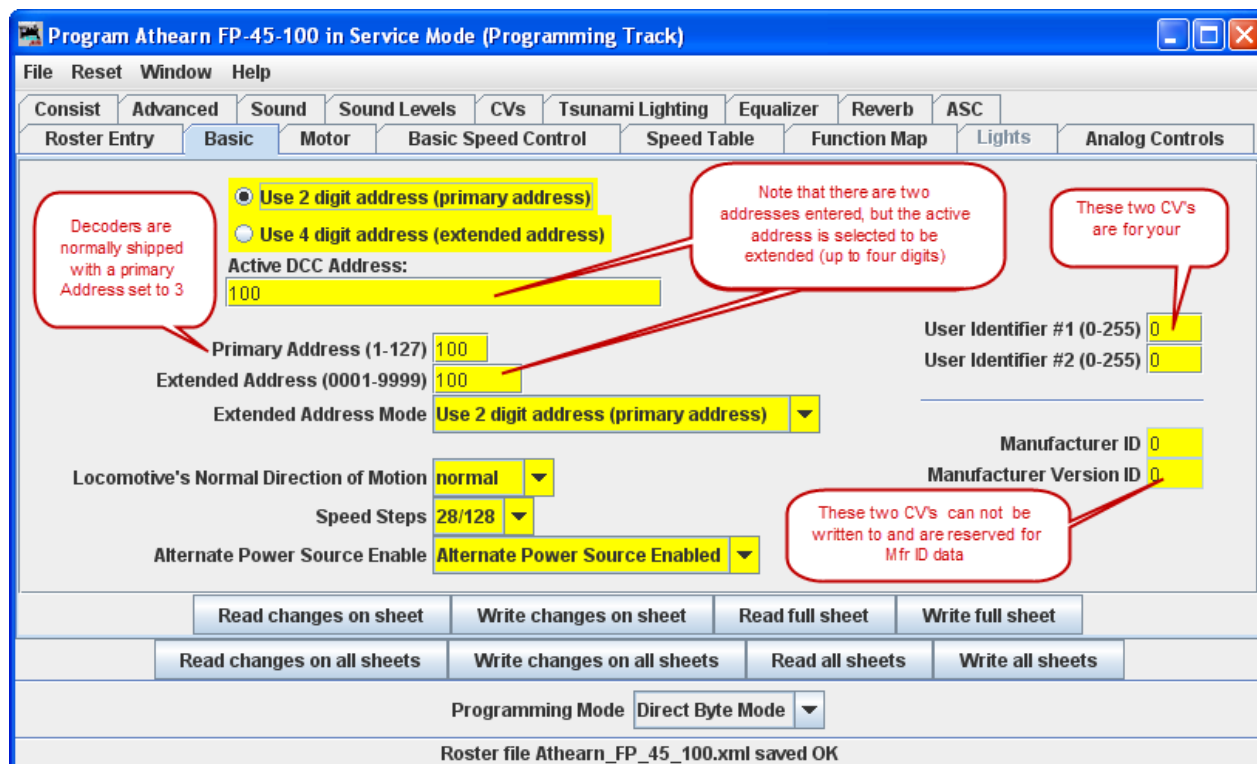 Program Athearn FP-45-100 in Service Mode (Programming Track)
File Reset Window Help
Consist Advanced Sound Sound Levels CVs Tsunami Lighting Equalizer Reverb ASC
Roster Entry Basic Motor Basic Speed Control Speed Table Function Map Lights Analog Controls
Decoders are
normally shipped
with a primary
Address set to 3
Use 2 digit address (primary address)
Use 4 digit address (extended address)
Active DCC Address:
100
Note that there are two
addresses entered, but the active
address is selected to be
extended (up to four digits)
These two CV's
are for your
Primary Address (1-127) 100
Extended Address (0001-9999) 100
Extended Address Mode Use 2 digit address (primary address)
User Identifier #1 (0-255) 0
User Identifier #2 (0-255) 0
Locomotive's Normal Direction of Motion normal
Speed Steps 28/128
Alternate Power Source Enable Alternate Power Source Enabled
Manufacturer ID 0
Manufacturer Version ID 0
These two CV's can not be
written to and are reserved for
Mfr ID data
Read changes on sheet Write changes on sheet Read full sheet Write full sheet
Read changes on all sheets Write changes on all sheets Read all sheets Write all sheets
Programming Mode Direct Byte Mode
Roster file Athearn_FP_45_100.xml saved OK